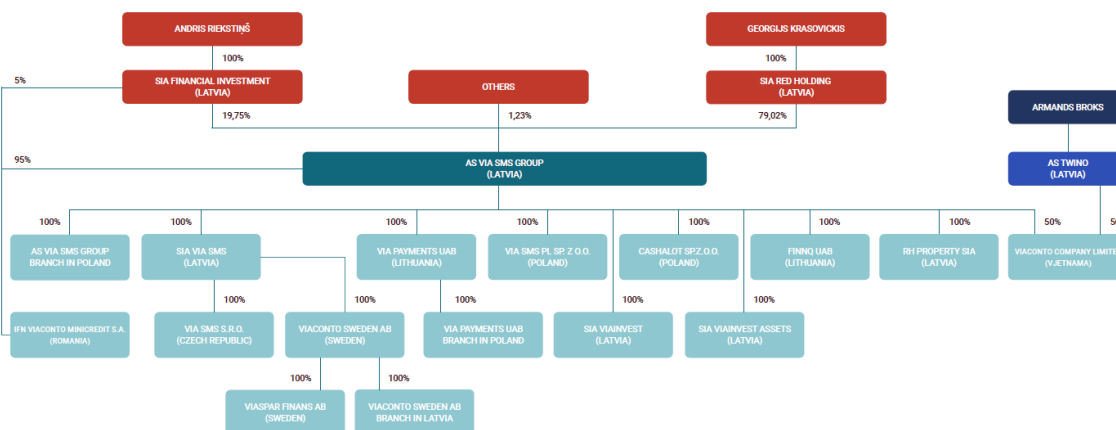 ANDRIS RIEKSTIŅŠ
GEORGIJS KRASOVICKIS
100%
100%
5%
SIA FINANCIAL INVESTMENT
(LATVIA)
OTHERS
SIA RED HOLDING
(LATVIA)
ARMANDS BROKS
19,75%
1,23%
79,02%
95%
AS VIA SMS GROUP
(LATVIA)
AS TWINO
(LATVIA)
100%
100%
100%
100%
100%
100%
100%
50%
AS VIA SMS GROUP
BRANCH IN POLAND
SIA VIA SMS
(LATVIA)
VIA PAYMENTS UAB
(LITHUANIA)
VIA SMS PL SP. Z O.O.
(POLAND)
CASHALOT SP.Z.O.O.
(POLAND)
FINNQ UAB
(LITHUANIA)
RH PROPERTY SIA
(LATVIA)
VIACONTO COMPANY LIMITE
(VJETNAMA)
100%
100%
100%
100%
100%
IFN VIACONTO MINICREDIT S.A.
(ROMANIA)
VIA SMS S.R.O.
(CZECH REPUBLIC)
VIACONTO SWEDEN AB
(SWEDEN)
VIA PAYMENTS UAB
BRANCH IN POLAND
SIA VIAINVEST
(LATVIA)
SIA VIAINVEST ASSETS
(LATVIA)
100%
100%
VIASPAR FINANS AB
(SWEDEN)
VIACONTO SWEDEN AB
BRANCH IN LATVIA